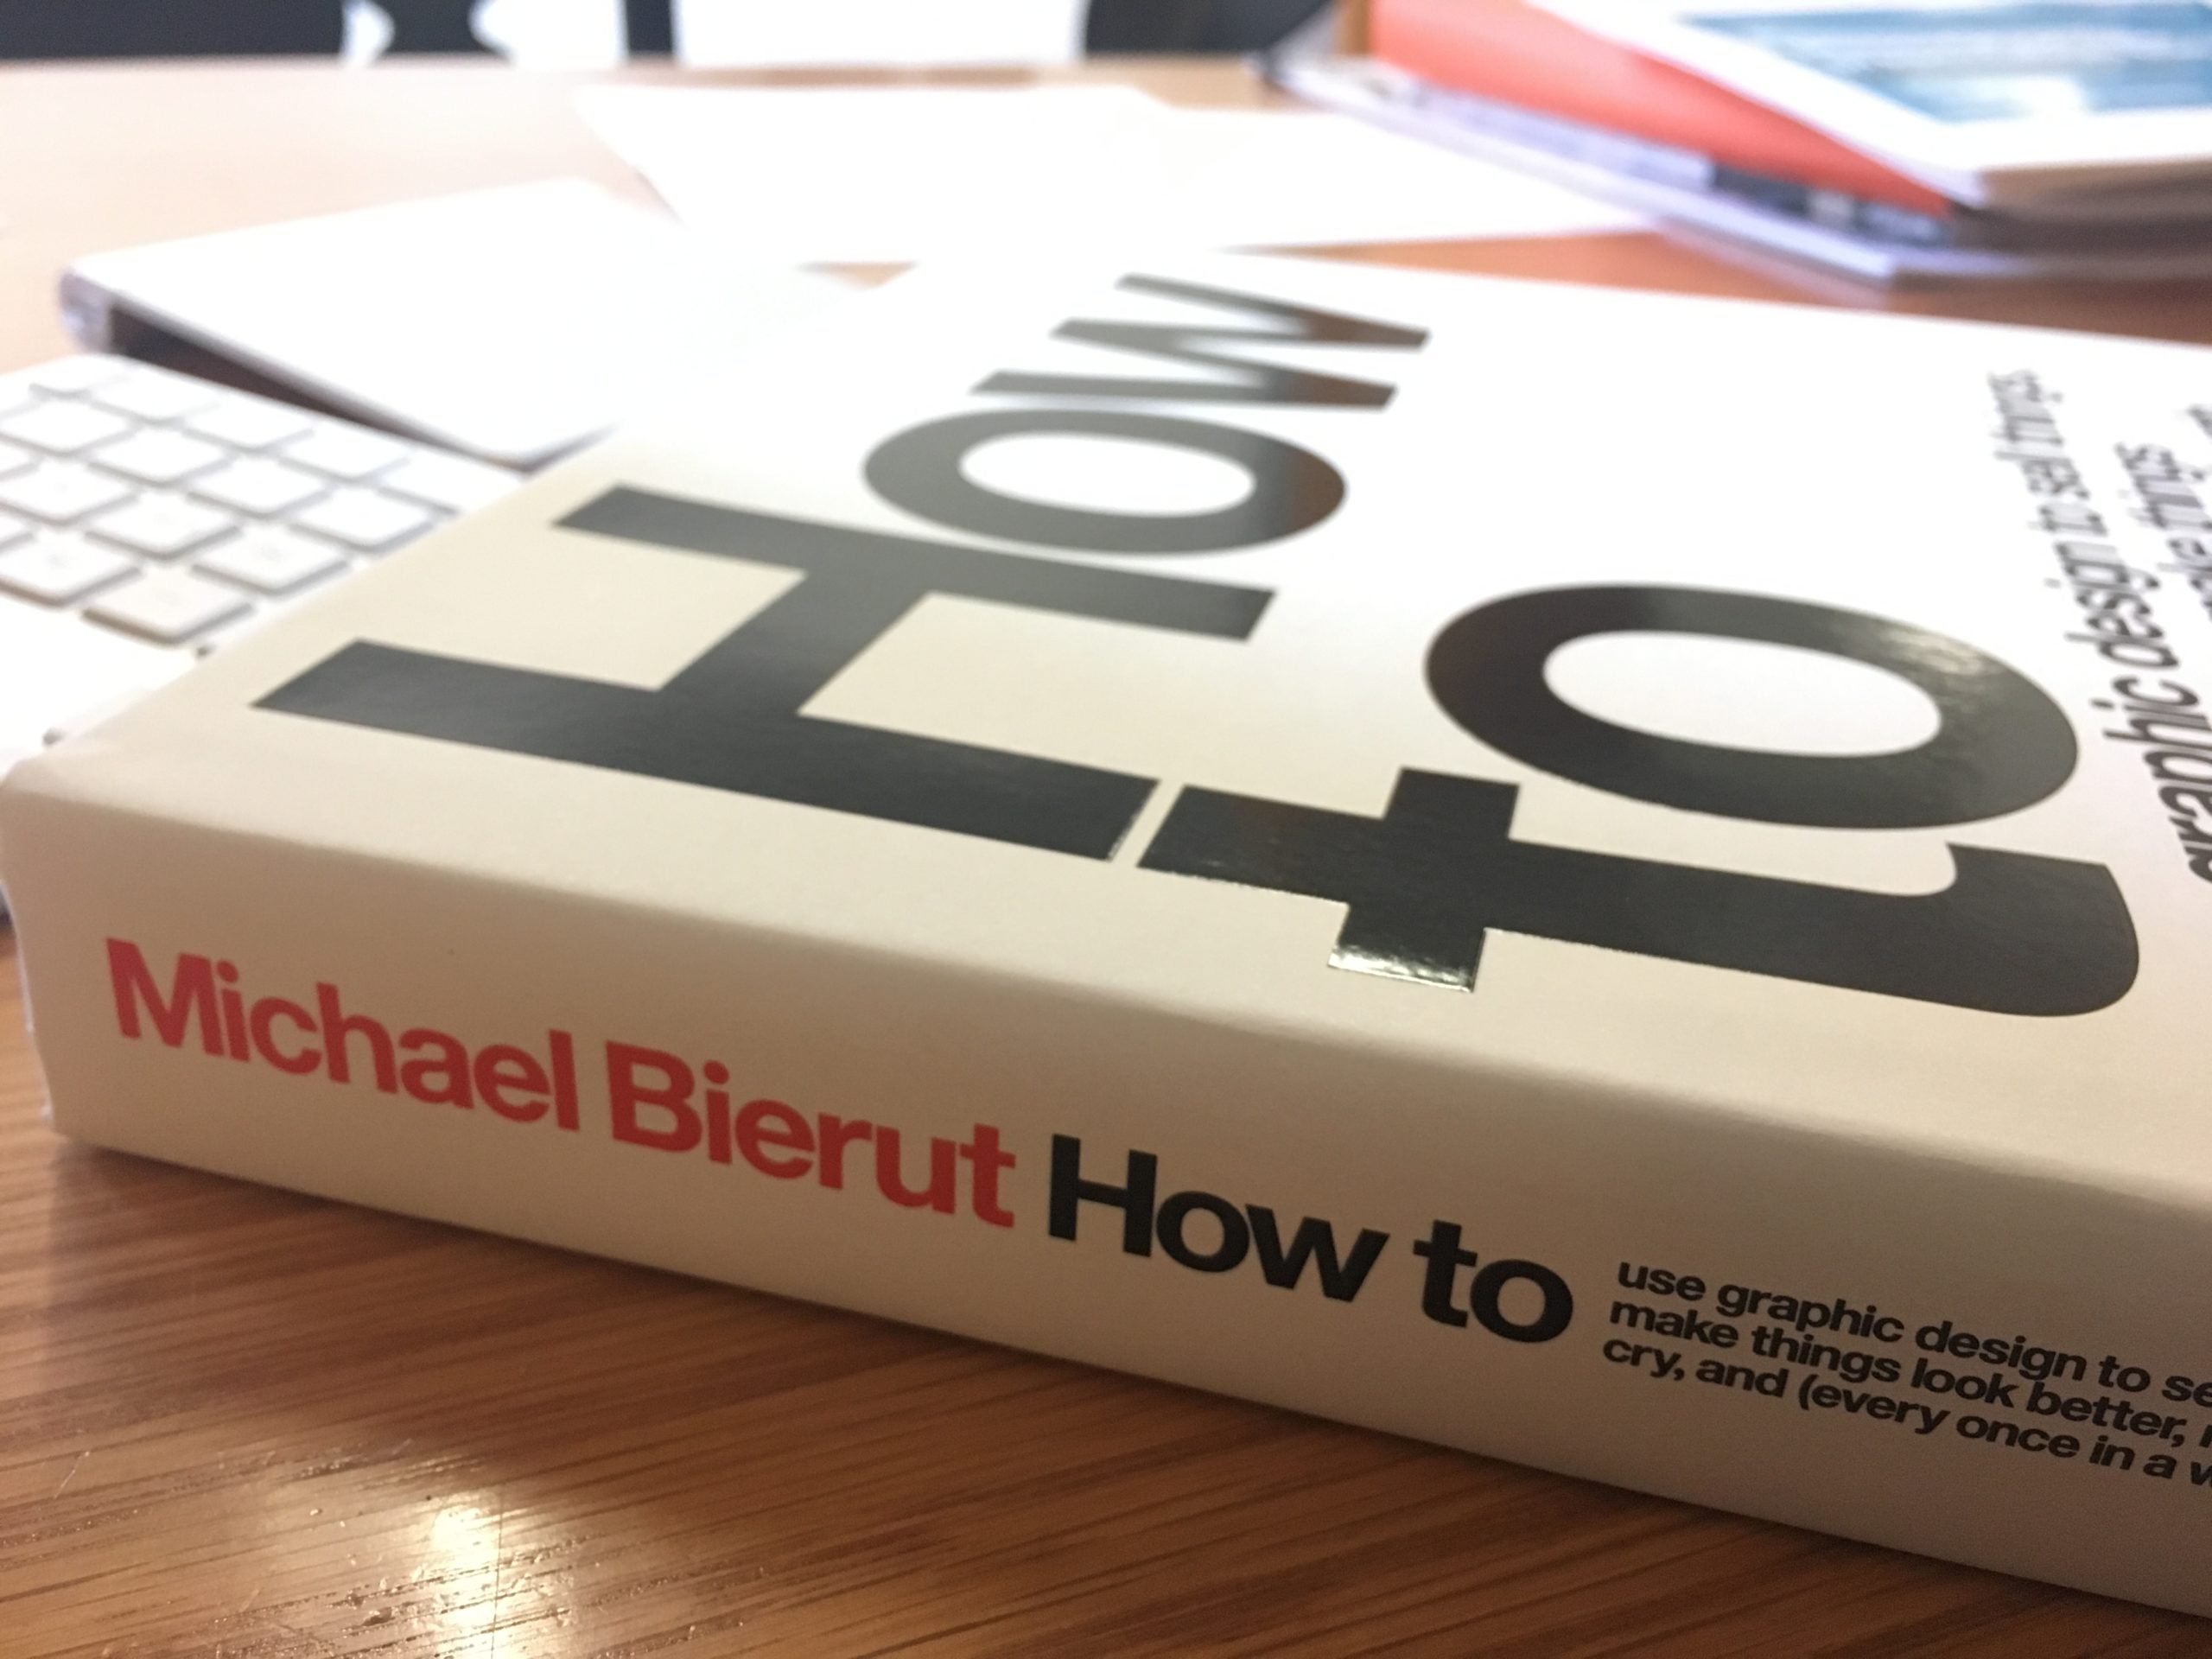 How
to
graphic design to sell things
things
Michael Bierut How to
use graphic design to se
make things look better,
cry, and (every once in a w